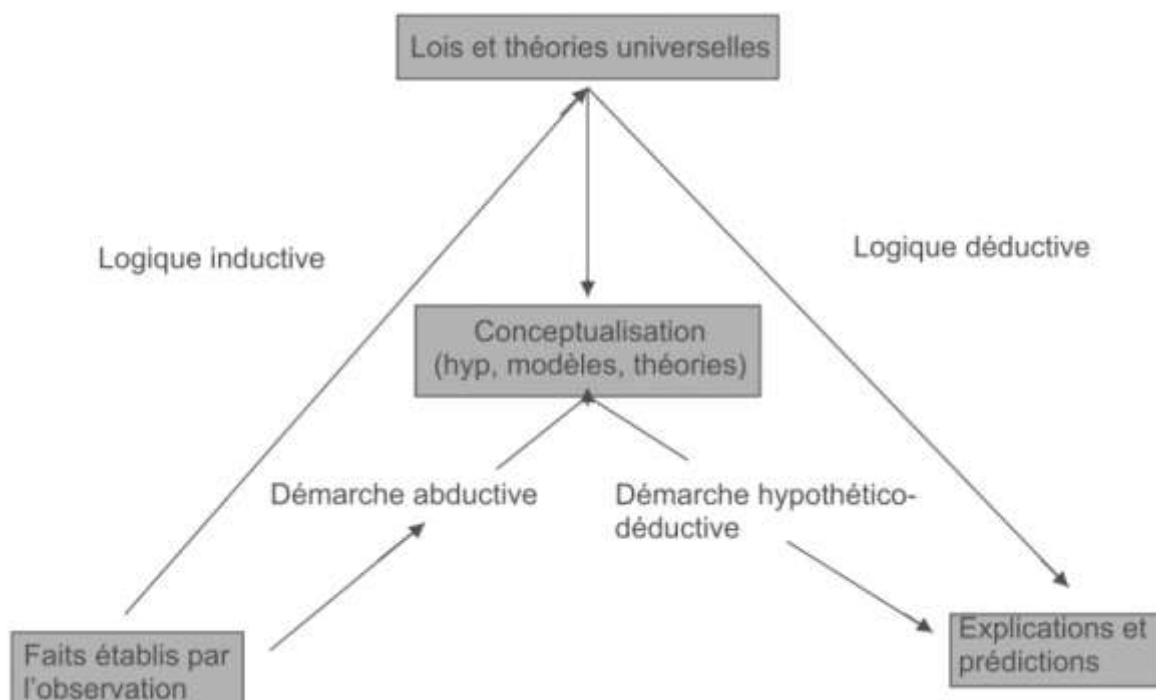 Lois et théories universelles
Logique inductive
Logique déductive
Conceptualisation
(hyp, modèles, théories)
Démarche abductive
Démarche hypothético-
déductive
Faits établis par
l'observation
Explications et
prédictions